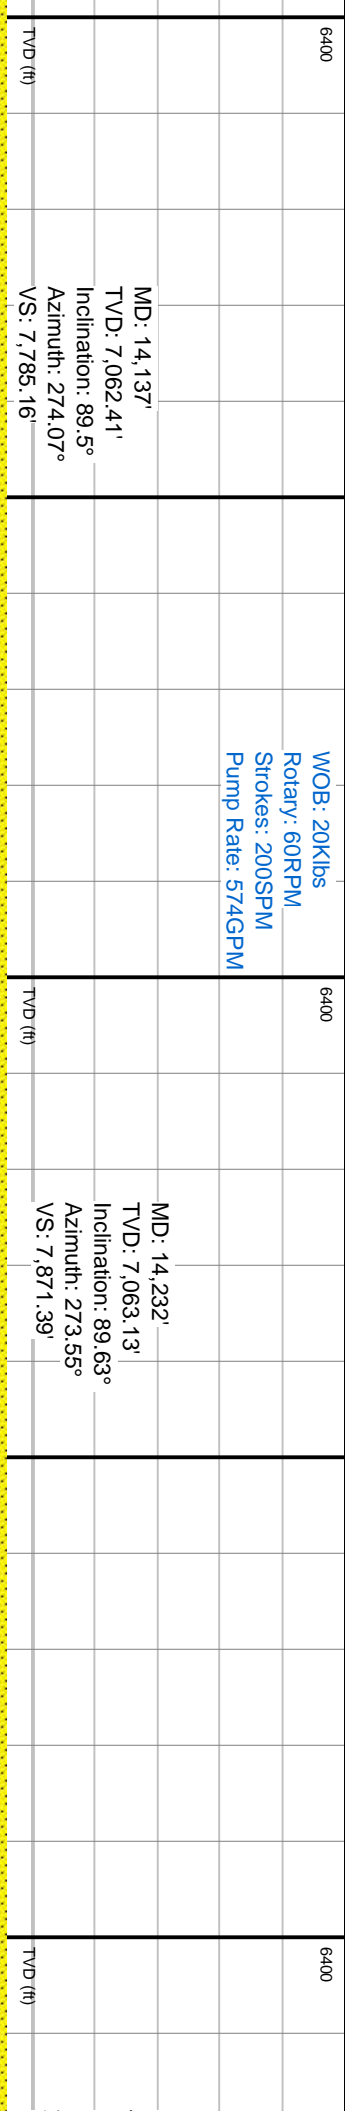 6400
TVD (ft)
MD: 14,137'
TVD: 7,062.41'
Inclination: 89.5°
Azimuth: 274.07°
VS: 7,785.16'
WOB: 20Klbs
Rotary: 60RPM
Strokes: 200SPM
Pump Rate: 574GPM
6400
TVD (ft)
MD: 14,232'
TVD: 7,063.13'
Inclination: 89.63°
Azimuth: 273.55°
VS: 7,871.39'
6400
TVD (ft)